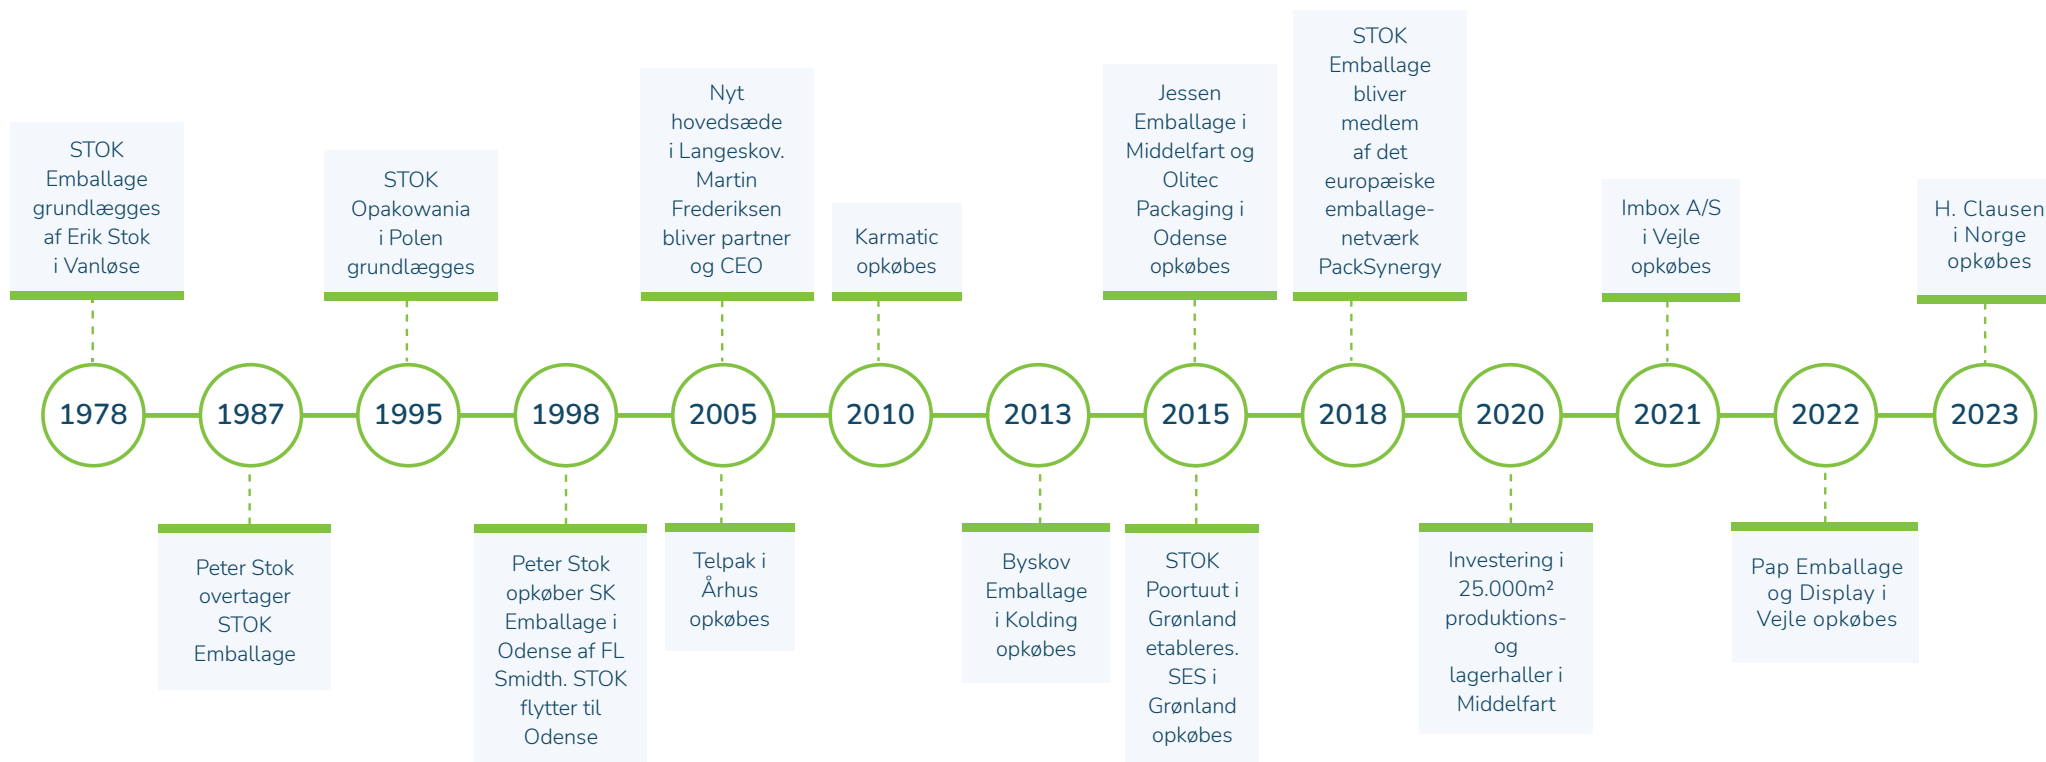 STOK
Emballage
grundlægges
af Erik Stok
i Vanløse
STOK
Opakowania
i Polen
grundlægges
Nyt
hovedsæde
i Langeskov.
Martin
Frederiksen
bliver partner
og CEO
Karmatic
opkøbes
Jessen
Emballage i
Middelfart og
Olitec
Packaging i
Odense
opkøbes
STOK
Emballage
bliver
medlem
af det
europæiske
emballage-
netværk
PackSynergy
Imbox A/S
i Vejle
opkøbes
H. Clausen
i Norge
opkøbes
1978
1987
1995
1998
2005
2010
2013
2015
2018
2020
2021
2022
2023
Peter Stok
overtager
STOK
Emballage
Peter Stok
opkøber SK
Emballage i
Odense af FL
Smidth. STOK
flytter til
Odense
Telpak i
Århus
opkøbes
Byskov
Emballage
i Kolding
opkøbes
STOK
Poortuut i
Grønland
etableres.
SES i
Grønland
opkøbes
Investering i
25.000m²
produktions-
og
lagerhaller i
Middelfart
Pap Emballage
og Display i
Vejle opkøbes